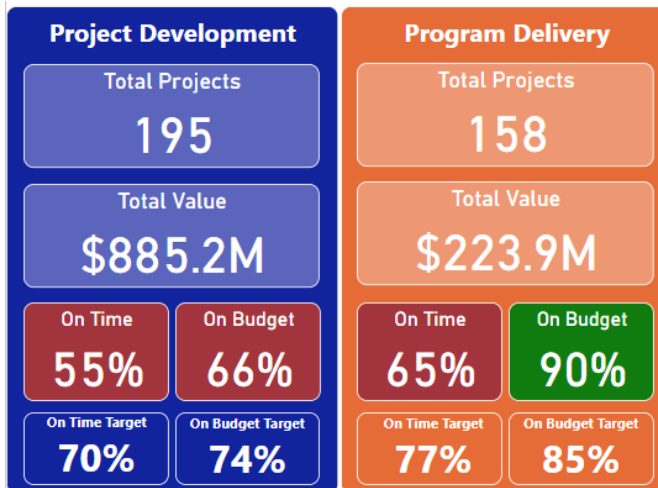 Project Development
Total Projects
195
Total Value
$885.2M
On Time
55%
On Budget
66%
On Time Target
70%
On Budget Target
74%
Program Delivery
Total Projects
158
Total Value
$223.9M
On Time
65%
On Budget
90%
On Time Target
77%
On Budget Target
85%